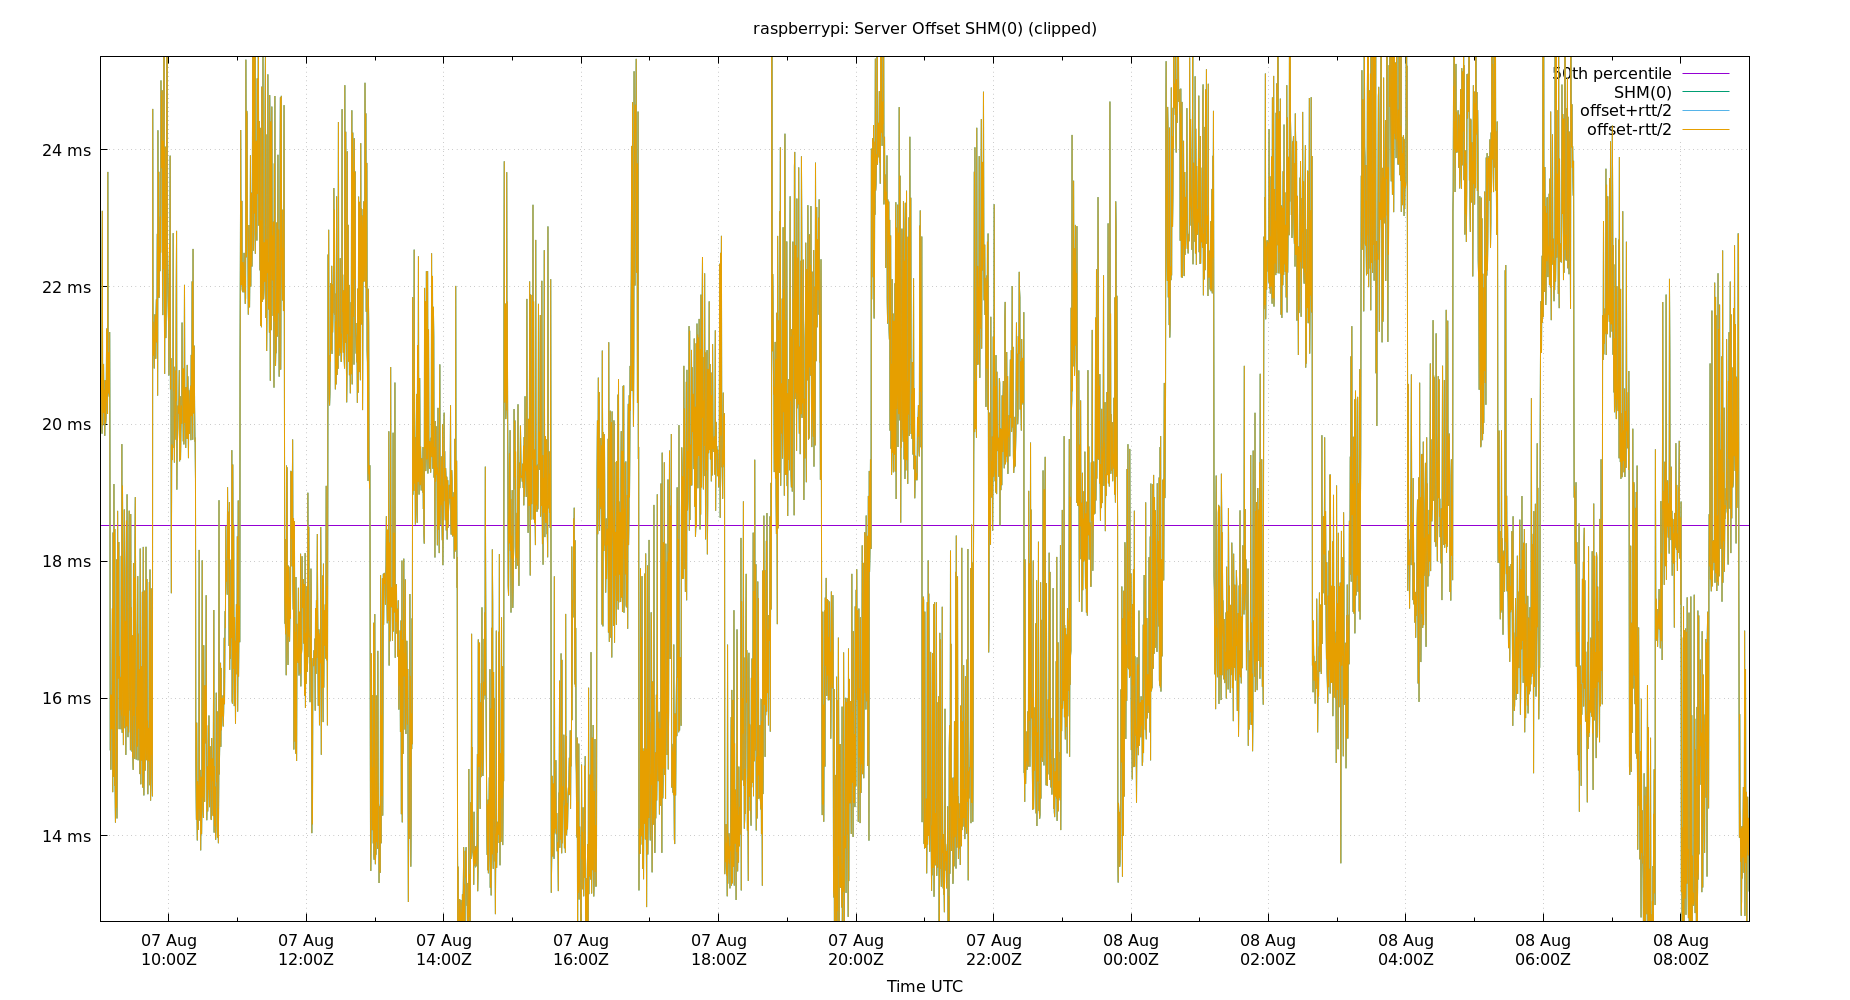 raspberrypi: Server Offset SHM(0) (clipped)
50th percentile
SHM(0)
offset+rtt/2
offset-rtt/2
24 ms
22 ms
20 ms
18 ms
16 ms
14 ms
07 Aug 07 Aug 07 Aug 07 Aug 07 Aug 07 Aug 07 Aug 08 Aug 08 Aug 08 Aug 08 Aug 08 Aug
10:00Z 12:00Z 14:00Z 16:00Z 18:00Z 20:00Z 22:00Z 00:00Z 02:00Z 04:00Z 06:00Z 08:00Z
Time UTC